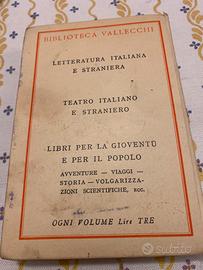 BIBLIOTECA VALLECCHI
LETTERATURA ITALIANA
E STRANIERA
TEATRO ITALIANO
E STRANIERO
LIBRI PER LA GIOVENTÙ
E PER IL POPOLO
AVVENTURE — VIAGGI —
STORIA — VOLGARIZZA-
ZIONI SCIENTIFICHE, ECC.
OGNI VOLUME Lire TRE
subito